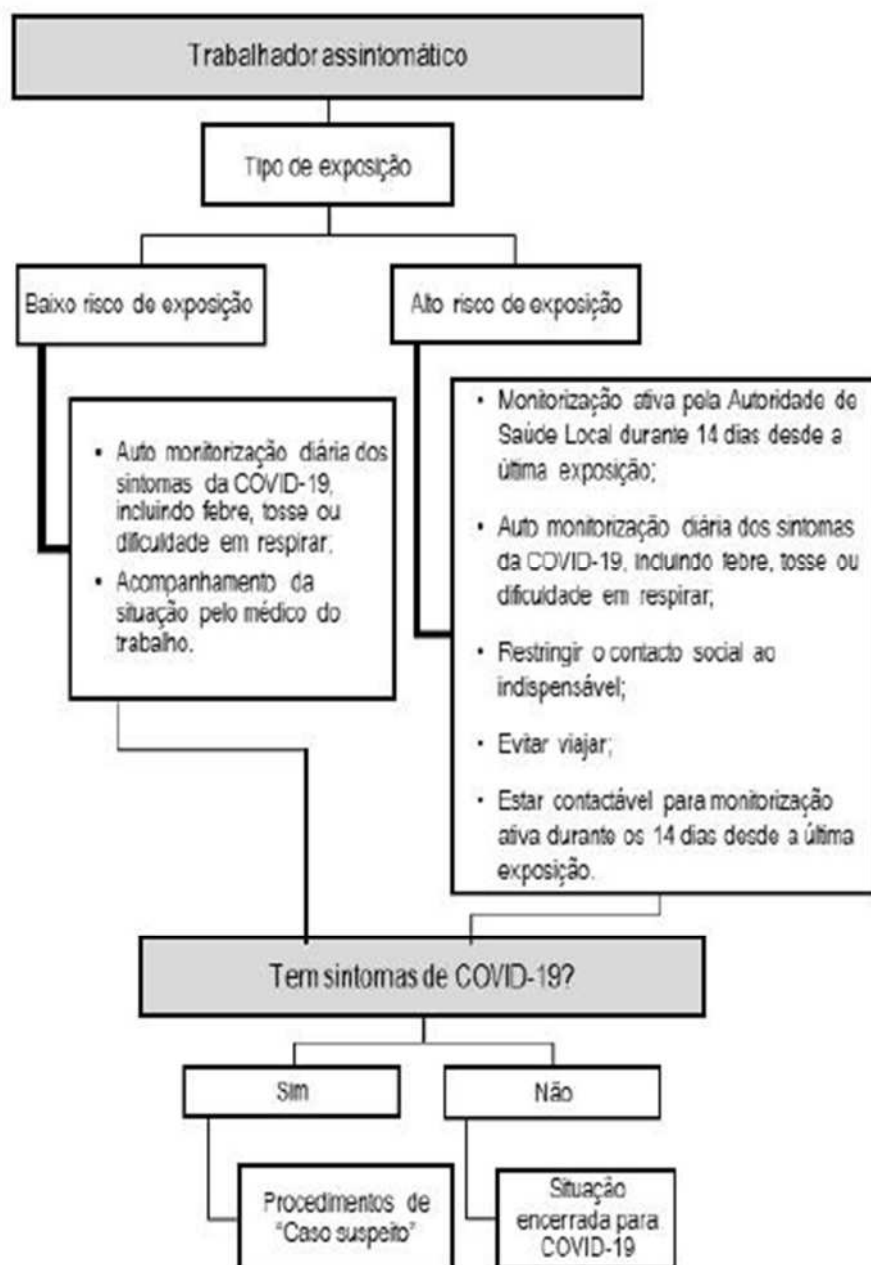 Trabalhador assintomático
Tipo de exposição
Baixo risco de exposição
Alto risco de exposição
• Auto monitorização diária dos
sintomas da COVID-19,
incluindo febre, tosse ou
dificuldade em respirar;
• Acompanhamento da
situação pelo médico do
trabalho.
• Monitorização ativa pela Autoridade de
Saúde Local durante 14 dias desde a
última exposição;
• Auto monitorização diária dos sintomas
da COVID-19, incluindo febre, tosse ou
dificuldade em respirar;
• Restringir o contacto social ao
indispensável;
• Evitar viajar;
• Estar contactável para monitorização
ativa durante os 14 dias desde a última
exposição.
Tem sintomas de COVID-19?
Sim
Não
Procedimentos de
"Caso suspeito"
Situação
encerrada para
COVID-19